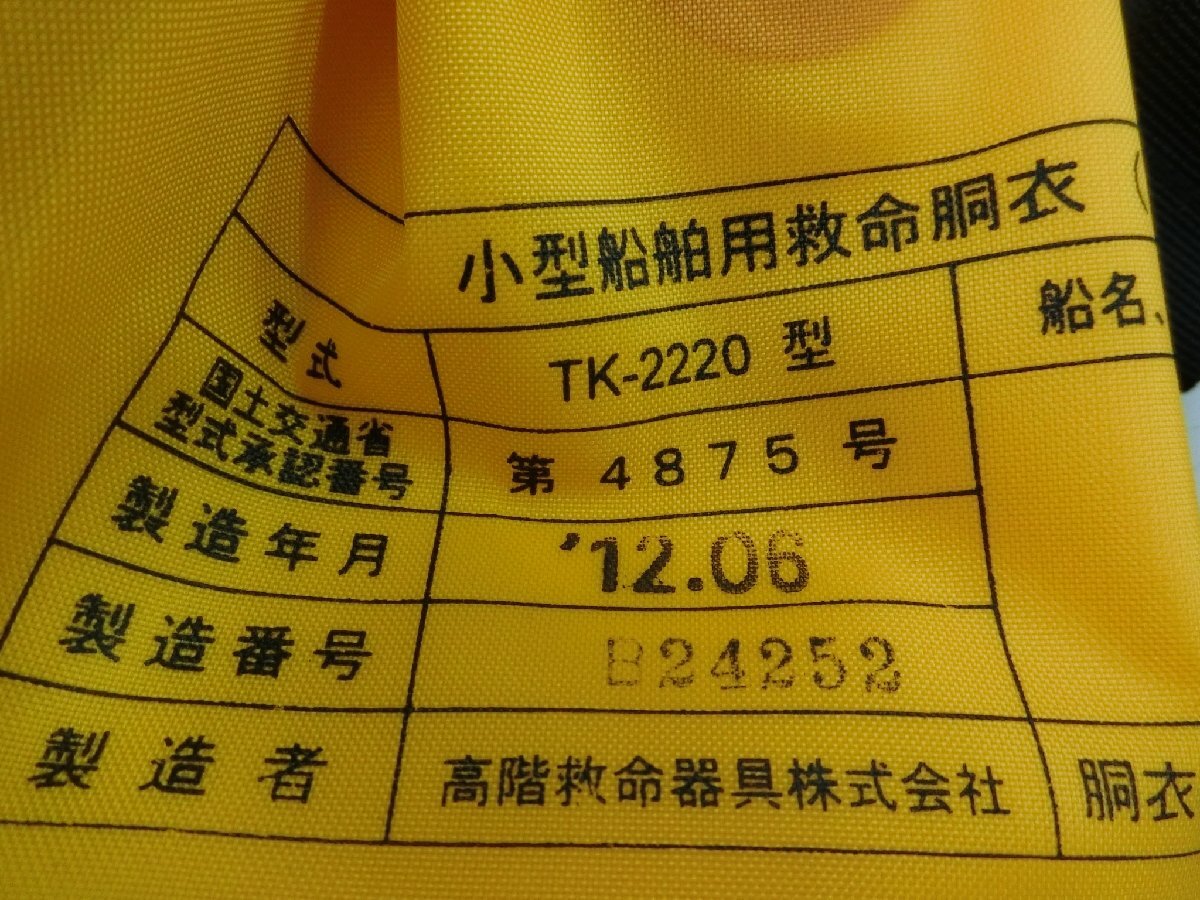 小型船舶用救命胴衣 (
型式 TK-2220 型 船名、
国土交通省
型式承認番号 第 4875 号
製造年月 '12.06
製造番号 B24252
製造者 高階救命器具株式会社 胴衣